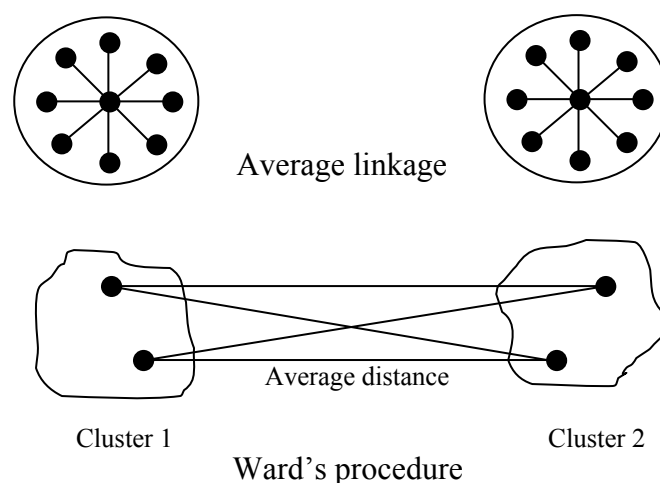 Average linkage
Average distance
Cluster 1
Cluster 2
Ward's procedure